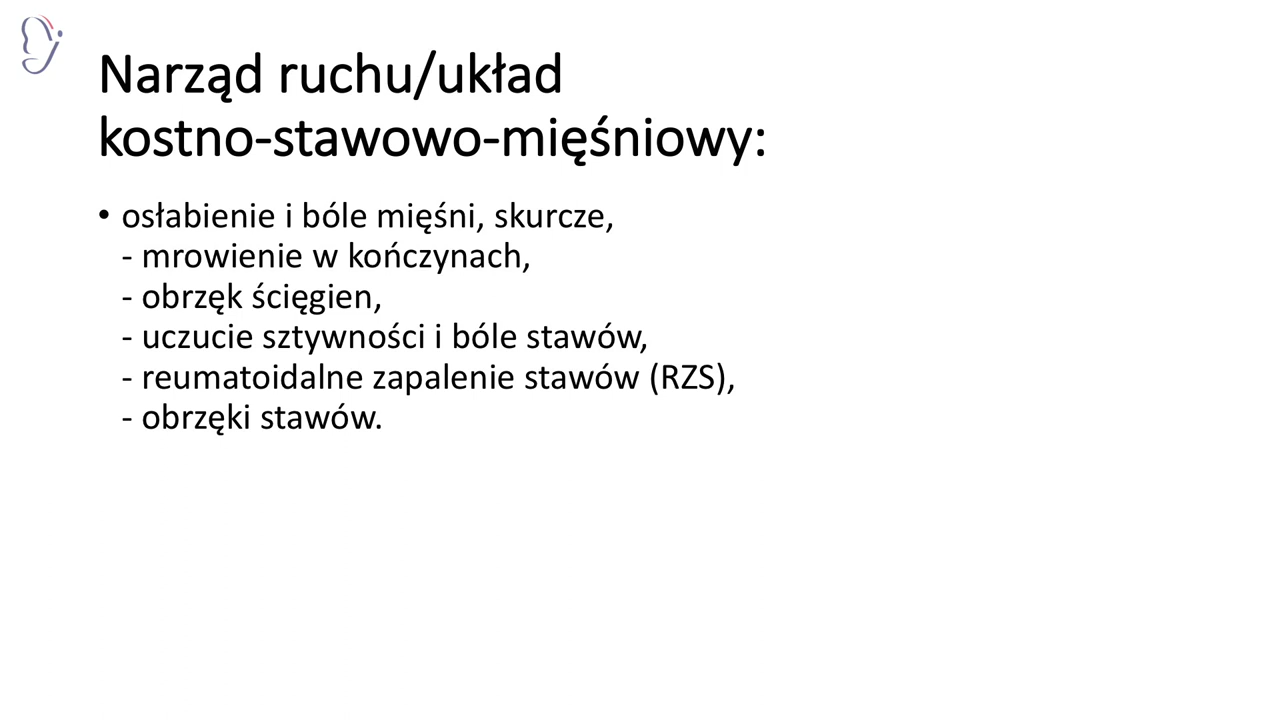 Narząd ruchu/układ
kostno-stawowo-mięśniowy:
• osłabienie i bóle mięśni, skurcze,
- mrowienie w kończynach,
- obrzęk ścięgien,
- uczucie sztywności i bóle stawów,
- reumatoidalne zapalenie stawów (RZS),
- obrzęki stawów.